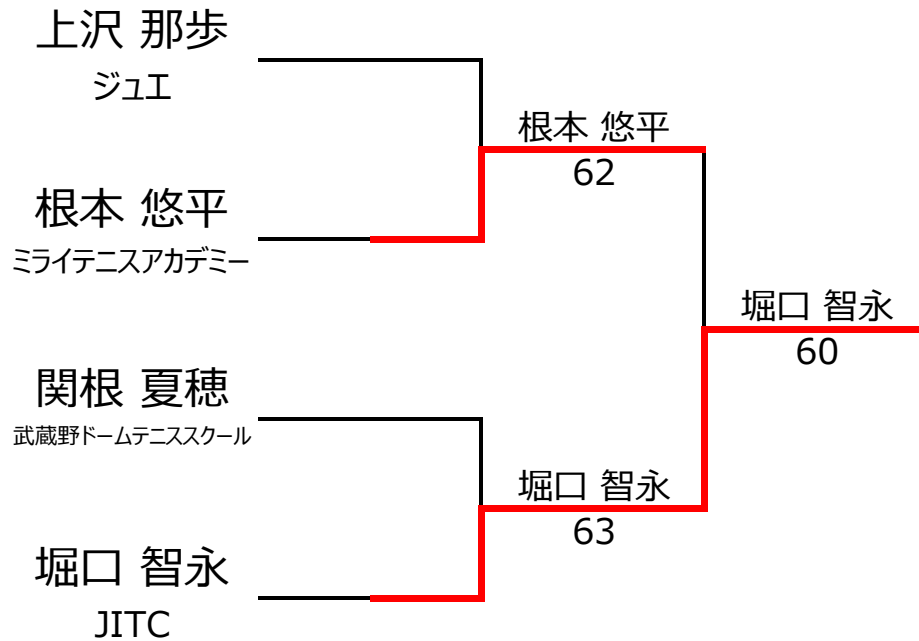 上沢 那歩
ジュエ
根本 悠平
62
根本 悠平
ミライテニスアカデミー
堀口 智永
60
関根 夏穂
武蔵野ドームテニススクール
堀口 智永
63
堀口 智永
JITC